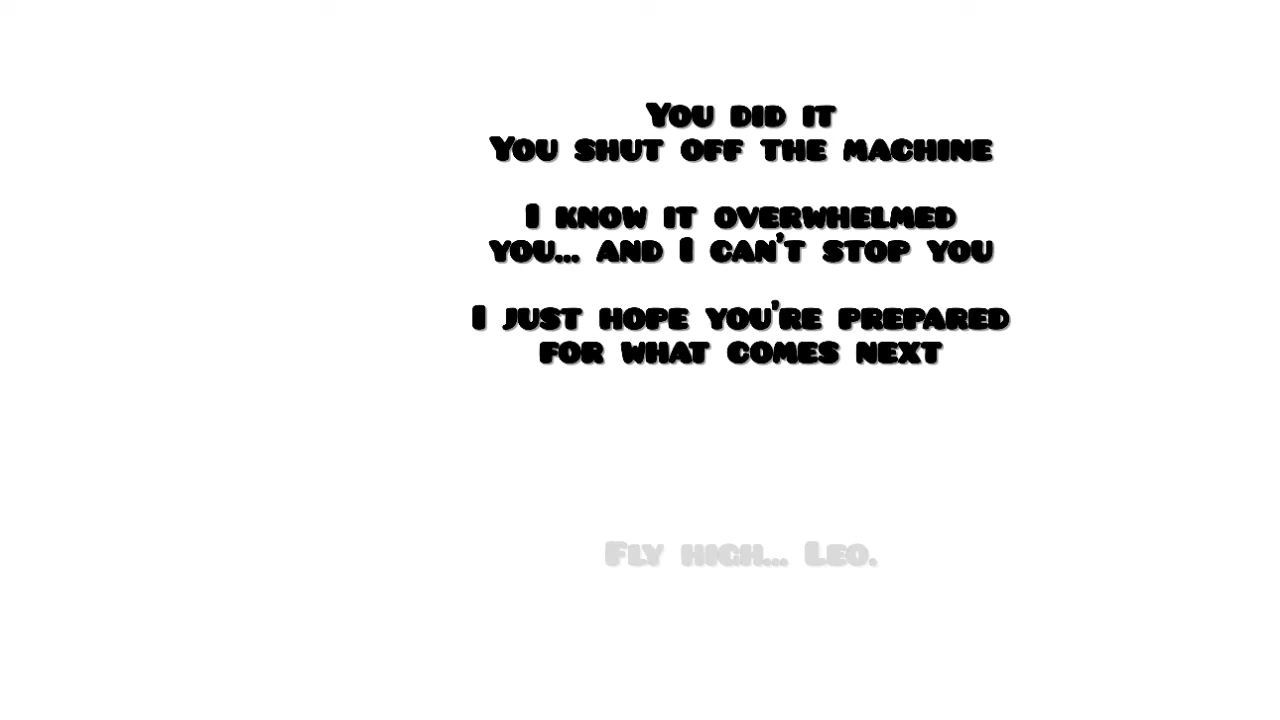 You did it
You shut off the machine
I know it overwhelmed
you... and I can't stop you
I just hope you're prepared
for what comes next
Fly high... Leo.